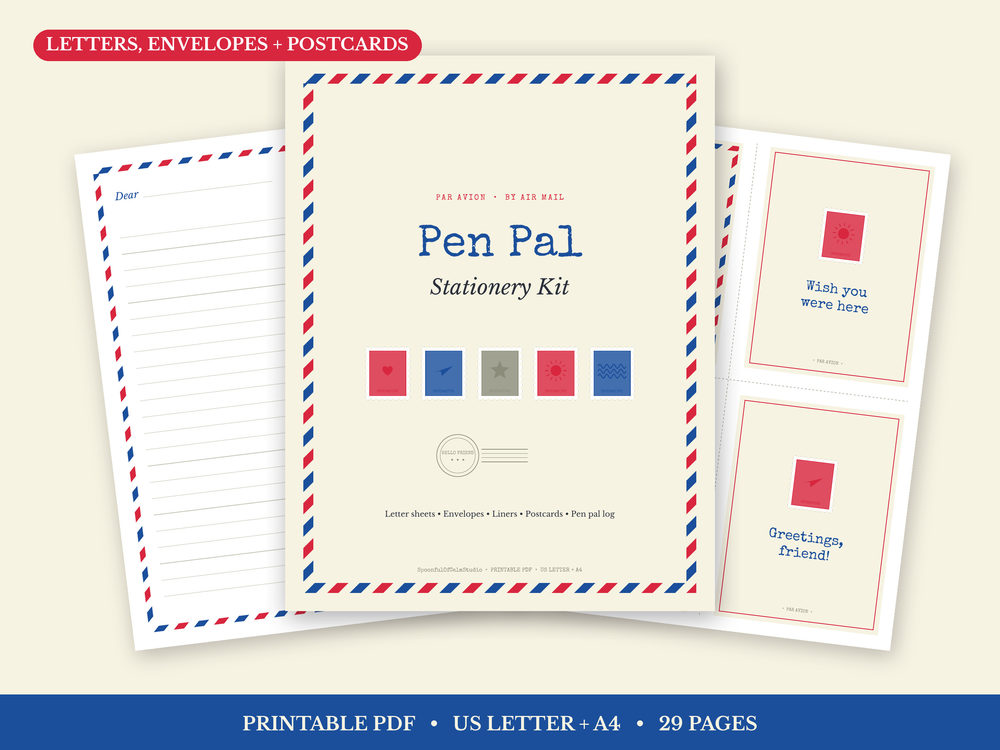 LETTERS, ENVELOPES + POSTCARDS
Dear
PAR AVION • BY AIR MAIL
Pen Pal
Stationery Kit
HELLO FRIEND
Letter sheets • Envelopes • Liners • Postcards • Pen pal log
SpoonfulOfCalmStudio • PRINTABLE PDF • US LETTER + A4
Wish you
were here
• PAR AVION •
Greetings,
friend!
• PAR AVION •
PRINTABLE PDF • US LETTER + A4 • 29 PAGES